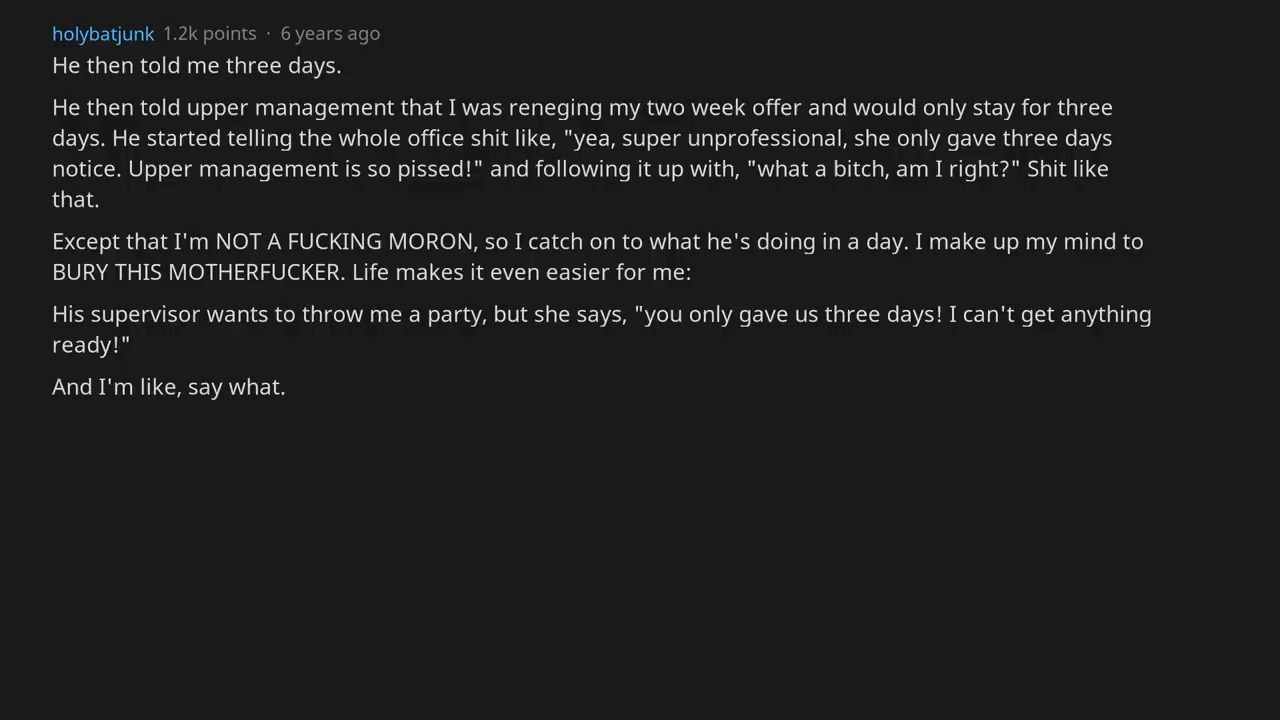 holybatjunk 1.2k points · 6 years ago
He then told me three days.
He then told upper management that I was reneging my two week offer and would only stay for three
days. He started telling the whole office shit like, "yea, super unprofessional, she only gave three days
notice. Upper management is so pissed!" and following it up with, "what a bitch, am I right?" Shit like
that.
Except that I'm NOT A FUCKING MORON, so I catch on to what he's doing in a day. I make up my mind to
BURY THIS MOTHERFUCKER. Life makes it even easier for me:
His supervisor wants to throw me a party, but she says, "you only gave us three days! I can't get anything
ready!"
And I'm like, say what.